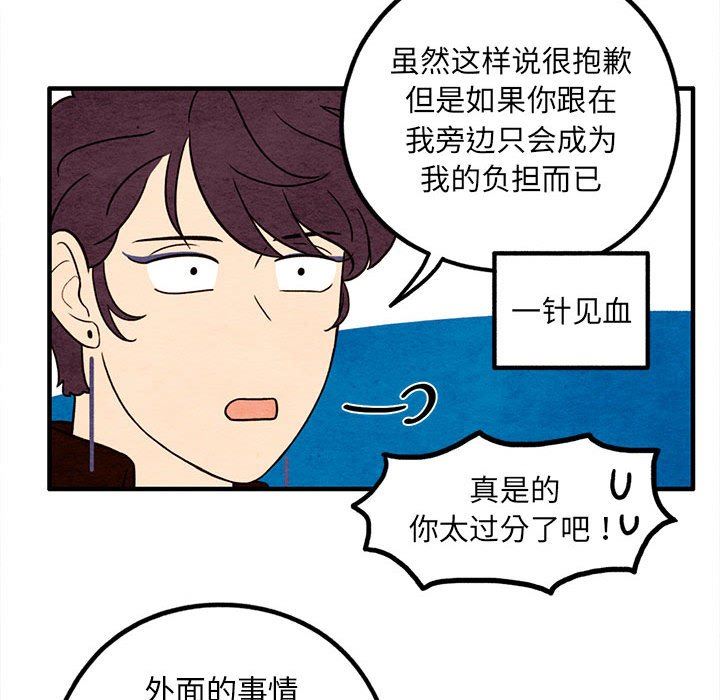 虽然这样说很抱歉
但是如果你跟在
我旁边只会成为
我的负担而已
一针见血
真是的
你太过分了吧！
外面的事情